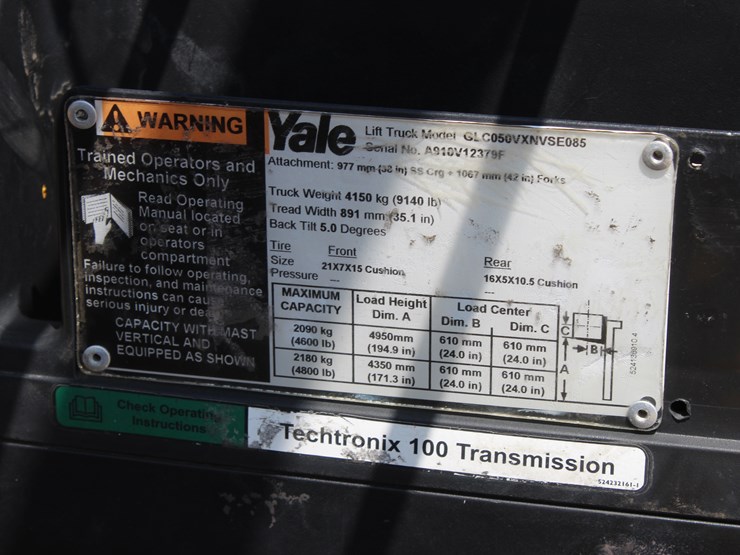 WARNING
Trained Operators and
Mechanics Only
Read Operating
Manual located
on seat or in
operators
compartment
Failure to follow operating,
inspection, and maintenance
instructions can cause
serious injury or death
CAPACITY WITH MAST
VERTICAL AND
EQUIPPED AS SHOWN
Yale
Lift Truck Model GLC050VXNVSE085
Serial No. A910V12379F
Attachment: 977 mm (38 in) SS Crg + 1067 mm (42 in) Forks
Truck Weight 4150 kg (9140 lb)
Tread Width 891 mm (35.1 in)
Back Tilt 5.0 Degrees
Tire Front Rear
Size 21X7X15 Cushion 16X5X10.5 Cushion
Pressure --- ---
MAXIMUM CAPACITY Load Height Dim. A Load Center Dim. B Dim. C
2090 kg (4600 lb) 4950mm (194.9 in) 610 mm (24.0 in) 610 mm (24.0 in)
2180 kg (4800 lb) 4350 mm (171.3 in) 610 mm (24.0 in) 610 mm (24.0 in)
C
B
A
Check Operating
Instructions
Techtronix 100 Transmission
524232161-1